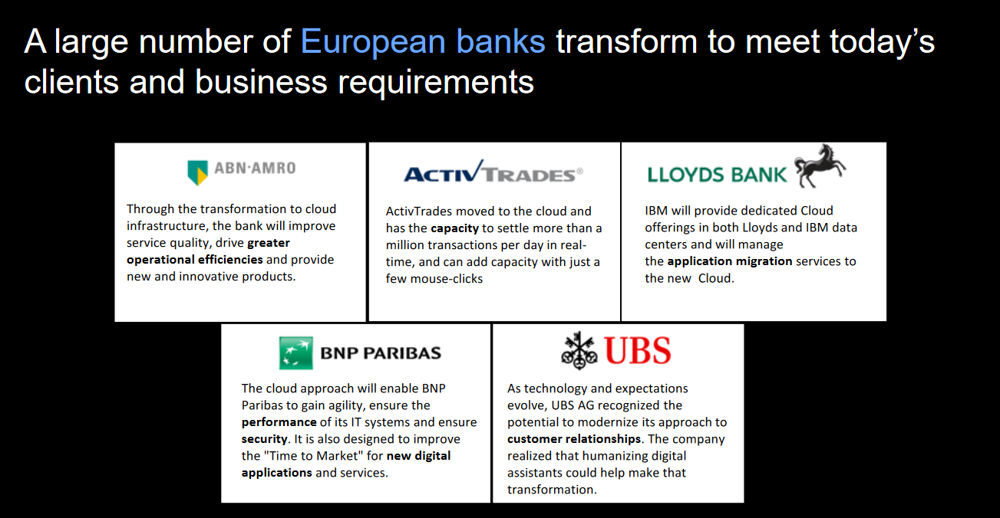 A large number of European banks transform to meet today’s
clients and business requirements
ABN·AMRO
Through the transformation to cloud
infrastructure, the bank will improve
service quality, drive greater
operational efficiencies and provide
new and innovative products.
ACTIVTRADES®
ActivTrades moved to the cloud and
has the capacity to settle more than a
million transactions per day in real-
time, and can add capacity with just a
few mouse-clicks
LLOYDS BANK
IBM will provide dedicated Cloud
offerings in both Lloyds and IBM data
centers and will manage
the application migration services to
the new  Cloud.
BNP PARIBAS
The cloud approach will enable BNP
Paribas to gain agility, ensure the
performance of its IT systems and ensure
security. It is also designed to improve
the "Time to Market" for new digital
applications and services.
UBS
As technology and expectations
evolve, UBS AG recognized the
potential to modernize its approach to
customer relationships. The company
realized that humanizing digital
assistants could help make that
transformation.